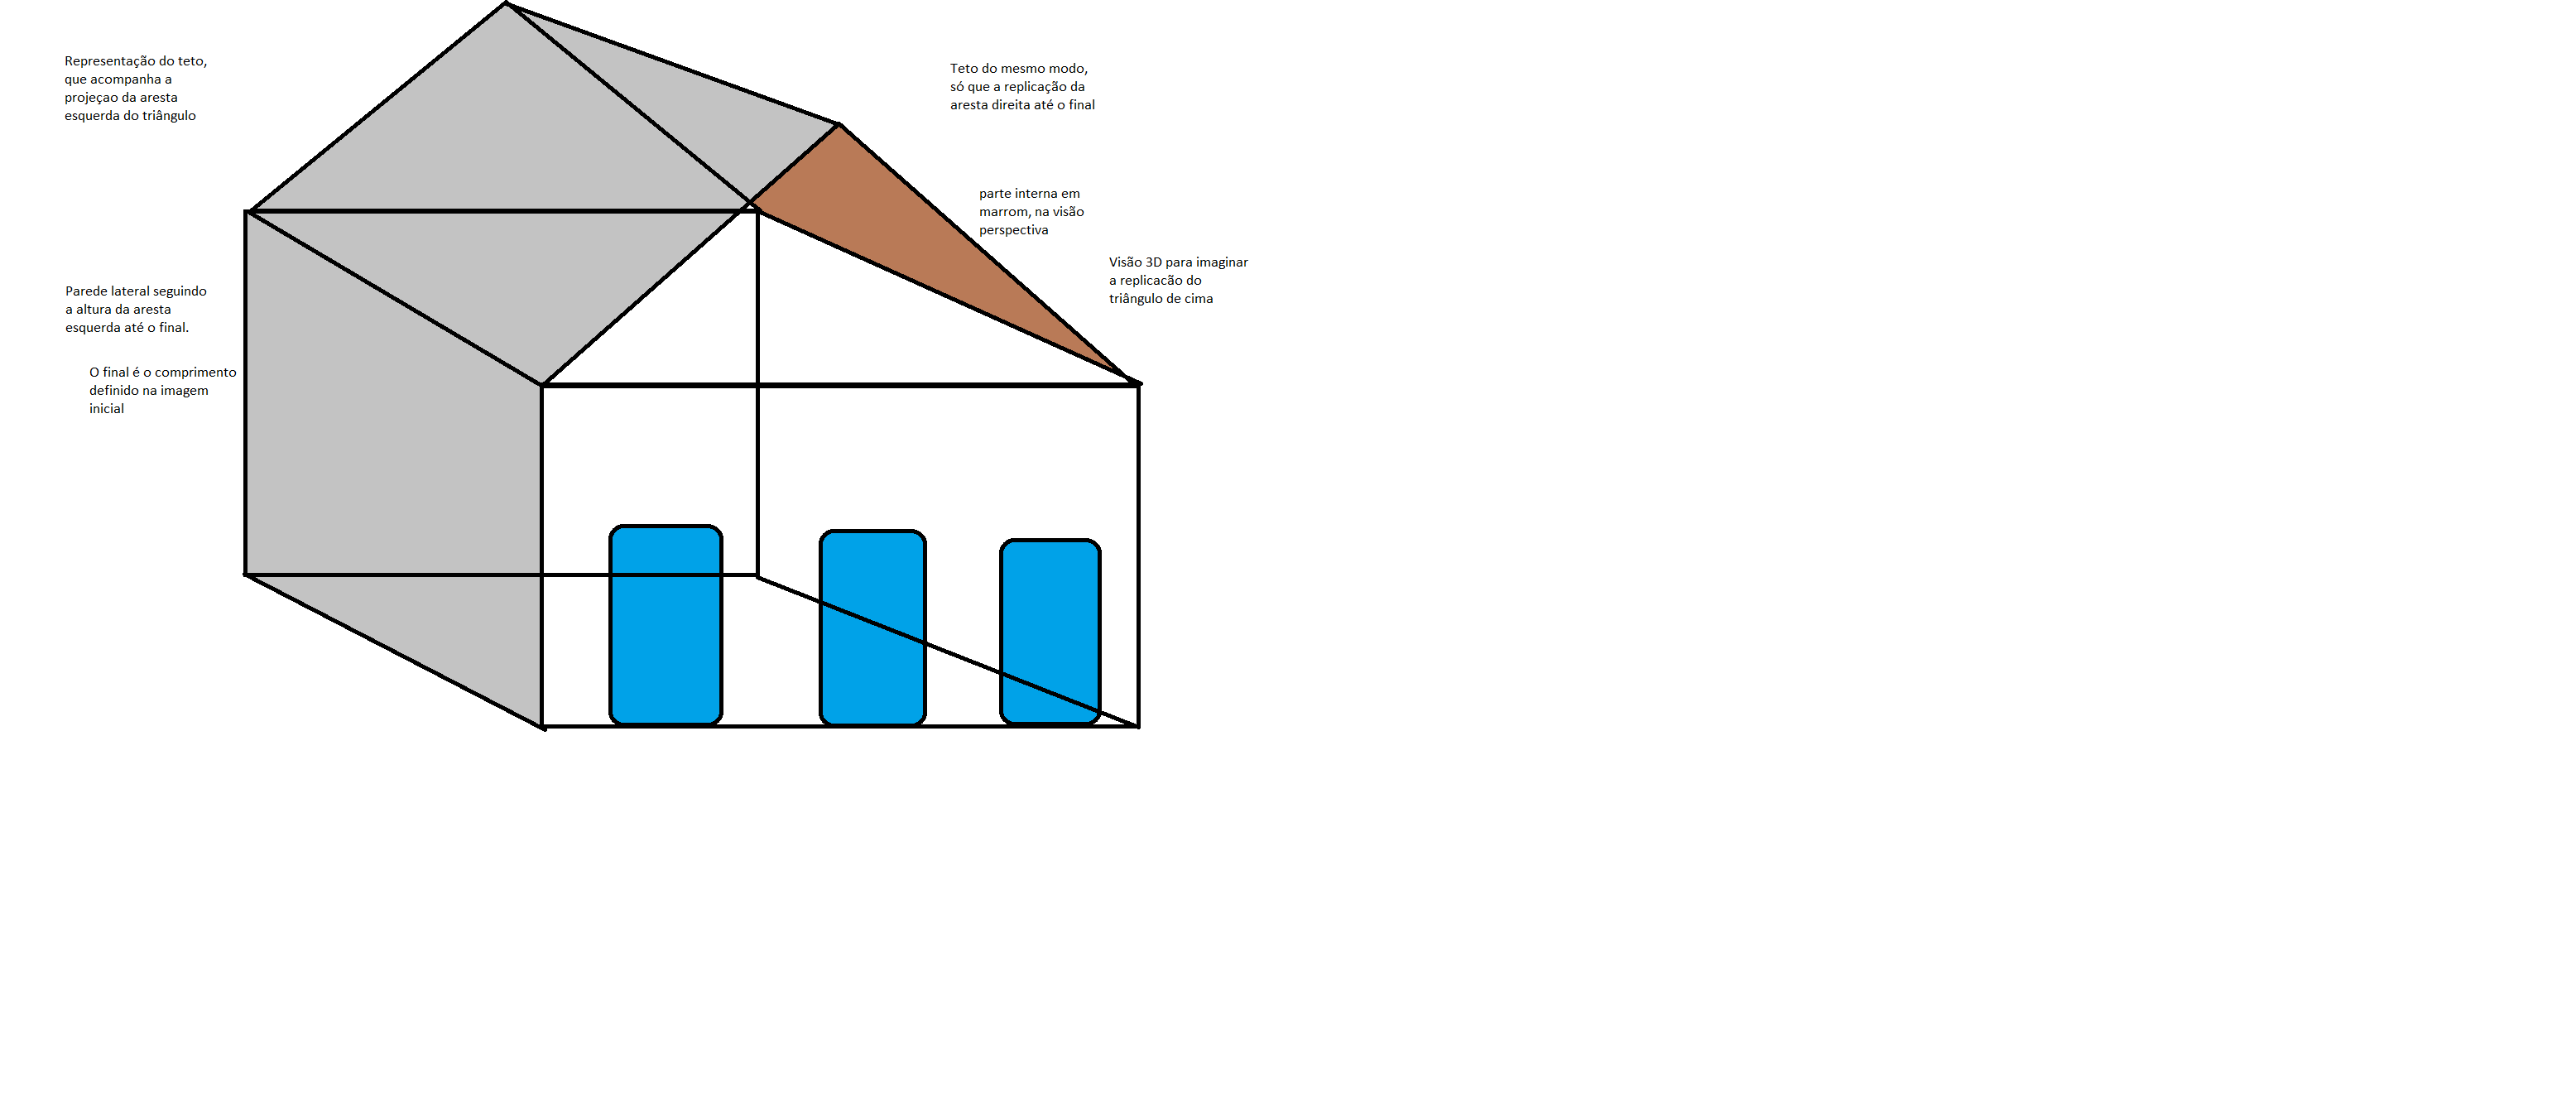 Representação do teto,
que acompanha a
projeçao da aresta
esquerda do triângulo
Teto do mesmo modo,
só que a replicação da
aresta direita até o final
parte interna em
marrom, na visão
perspectiva
Visão 3D para imaginar
a replicacão do
triângulo de cima
Parede lateral seguindo
a altura da aresta
esquerda até o final.
O final é o comprimento
definido na imagem
inicial